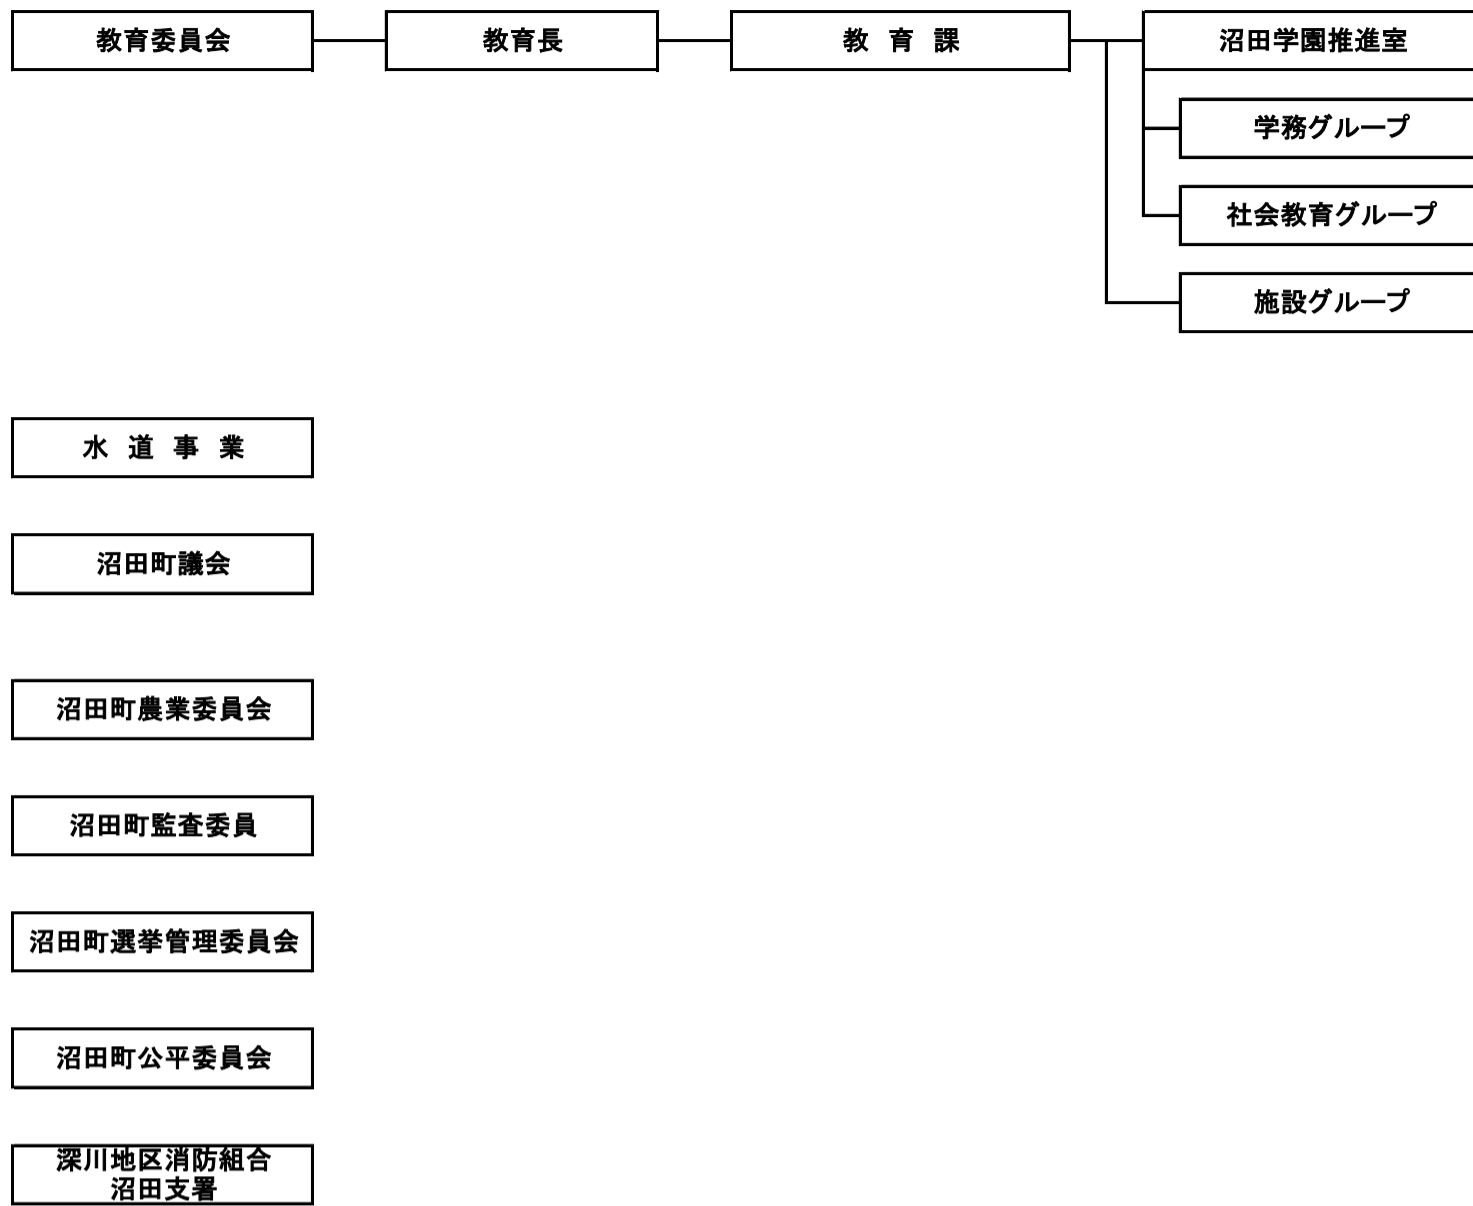 教育委員会
教育長
教 育 課
沼田学園推進室
学務グループ
社会教育グループ
施設グループ
水 道 事 業
沼田町議会
沼田町農業委員会
沼田町監査委員
沼田町選挙管理委員会
沼田町公平委員会
深川地区消防組合
沼田支署